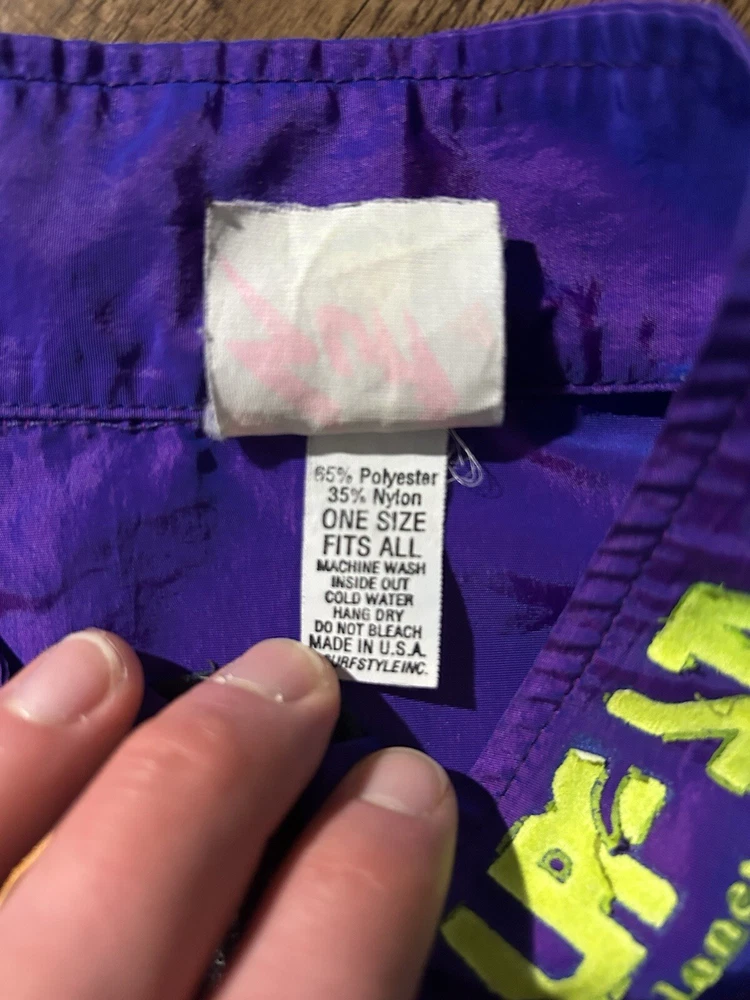 65% Polyester
35% Nylon
ONE SIZE
FITS ALL
MACHINE WASH
INSIDE OUT
COLD WATER
HANG DRY
DO NOT BLEACH
MADE IN U.S.A.
SURFSTYLE INC.